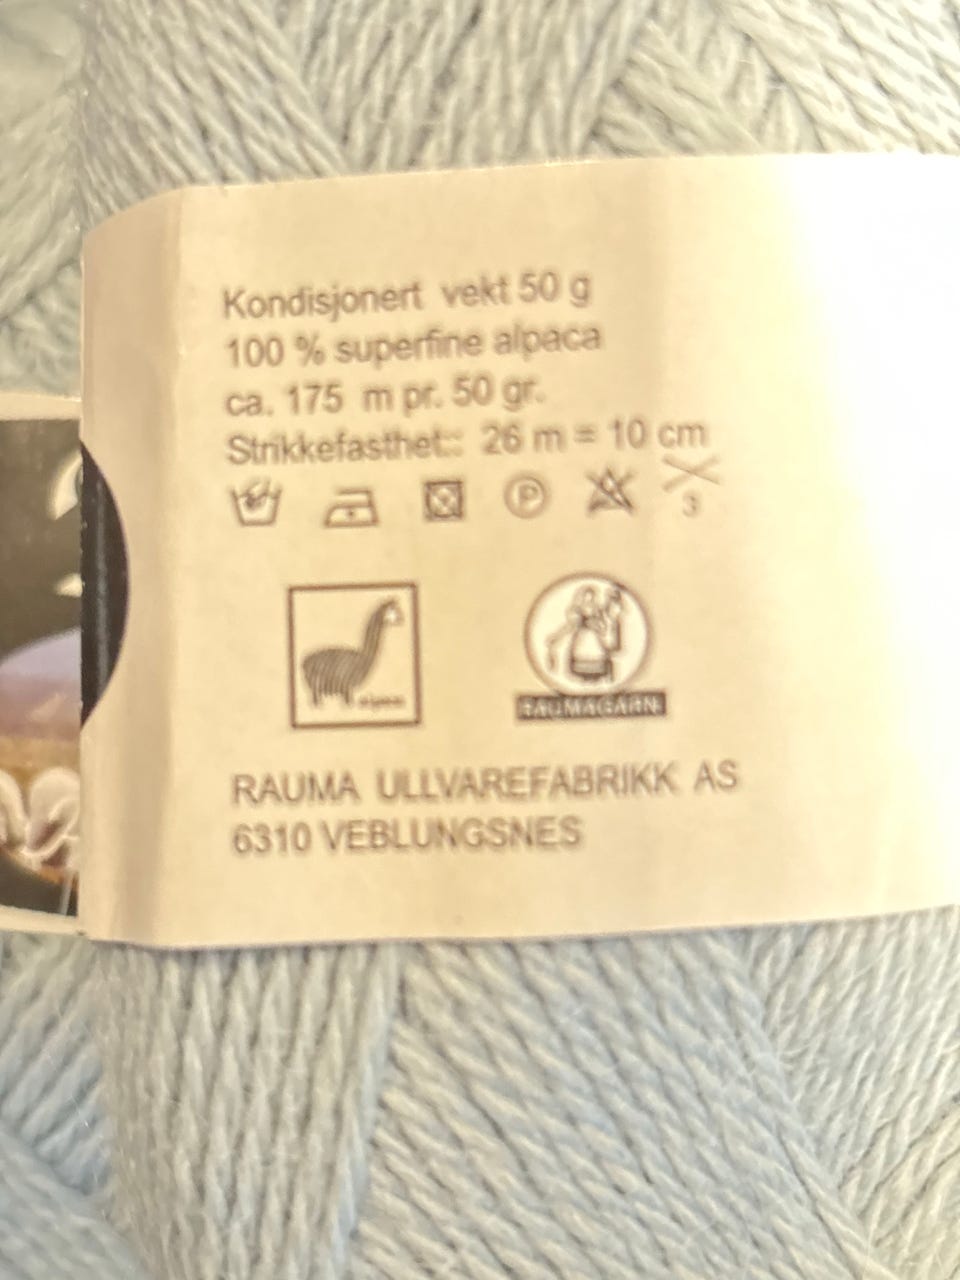 Kondisjonert vekt 50 g
100 % superfine alpaca
ca. 175 m pr. 50 gr.
Strikkefasthet:: 26 m = 10 cm
P
3
alpaca
RAUMAGARN
RAUMA ULLVAREFABRIKK AS
6310 VEBLUNGSNES